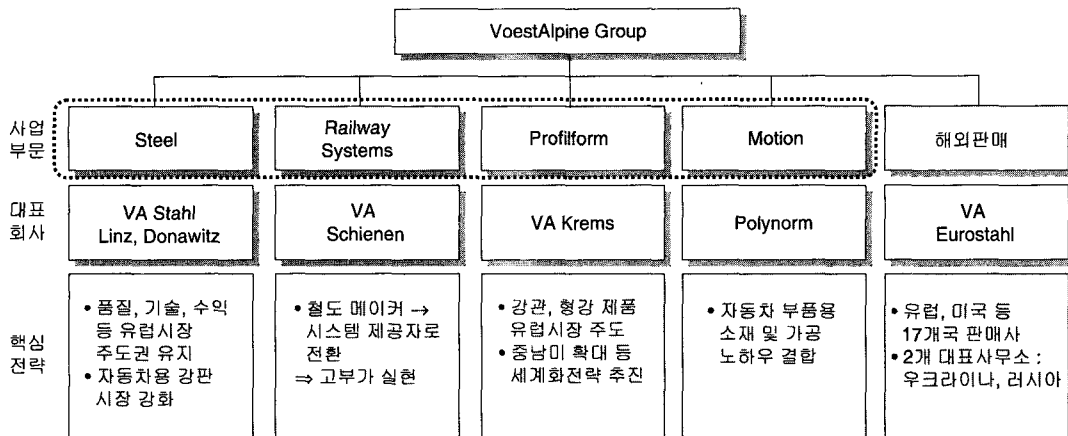 VoestAlpine Group
사업
부문
Steel
Railway
Systems
Profilform
Motion
해외판매
대표
회사
VA Stahl
Linz, Donawitz
VA
Schienen
VA Krems
Polynorm
VA
Eurostahl
핵심
전략
• 품질, 기술, 수익
등 유럽시장
주도권 유지
• 자동차용 강판
시장 강화
• 철도 메이커 →
시스템 제공자로
전환
⇒ 고부가 실현
• 강관, 형강 제품
유럽시장 주도
• 중남미 확대 등
세계화전략 추진
• 자동차 부품용
소재 및 가공
노하우 결합
• 유럽, 미국 등
17개국 판매사
• 2개 대표사무소 :
우크라이나, 러시아